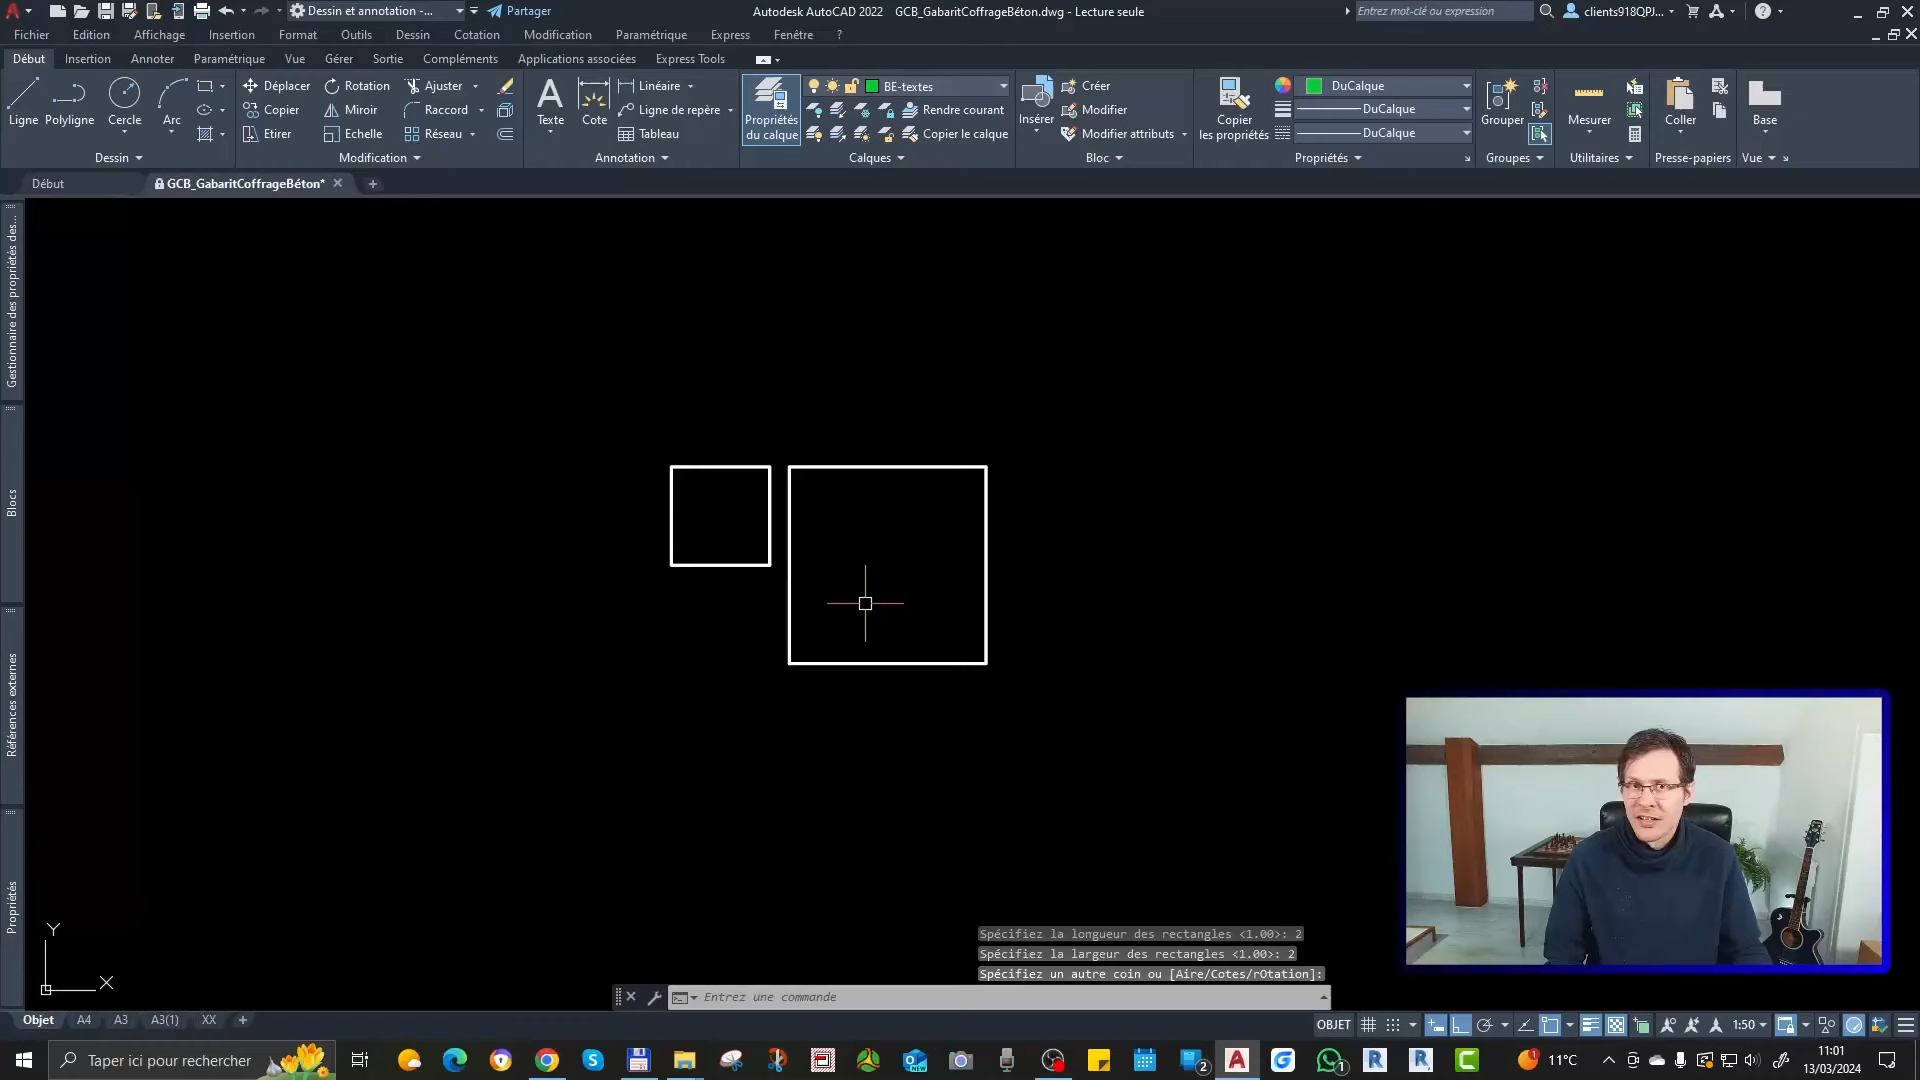 Dessin et annotation -...
Partager
Autodesk AutoCAD 2022 GCB_GabaritCoffrageBéton.dwg - Lecture seule
Entrez mot-clé ou expression
clients918QPJ...
Fichier Edition Affichage Insertion Format Outils Dessin Cotation Modification Paramétrique Express Fenêtre ?
Début Insertion Annoter Paramétrique Vue Gérer Sortie Compléments Applications associées Express Tools
Ligne Polyligne Cercle Arc
Dessin
Déplacer Rotation Ajuster
Copier Miroir Raccord
Etirer Echelle Réseau
Modification
Texte Cote
Linéaire
Ligne de repère
Tableau
Annotation
Propriétés
du calque
BE-textes
Rendre courant
Copier le calque
Calques
Insérer
Créer
Modifier
Modifier attributs
Bloc
Copier
les propriétés
DuCalque
DuCalque
DuCalque
Propriétés
Grouper
Groupes
Mesurer
Utilitaires
Coller
Presse-papiers
Base
Vue
Début
GCB_GabaritCoffrageBéton*
Gestionnaire des propriétés des...
Blocs
Références externes
Propriétés
Y
X
Spécifiez la longueur des rectangles <1.00>: 2
Spécifiez la largeur des rectangles <1.00>: 2
Spécifiez un autre coin ou [Aire/Cotes/rOtation]:
Entrez une commande
Objet A4 A3 A3(1) XX +
OBJET
1:50
Taper ici pour rechercher
NEW
2
1
1
11°C
11:01
13/03/2024